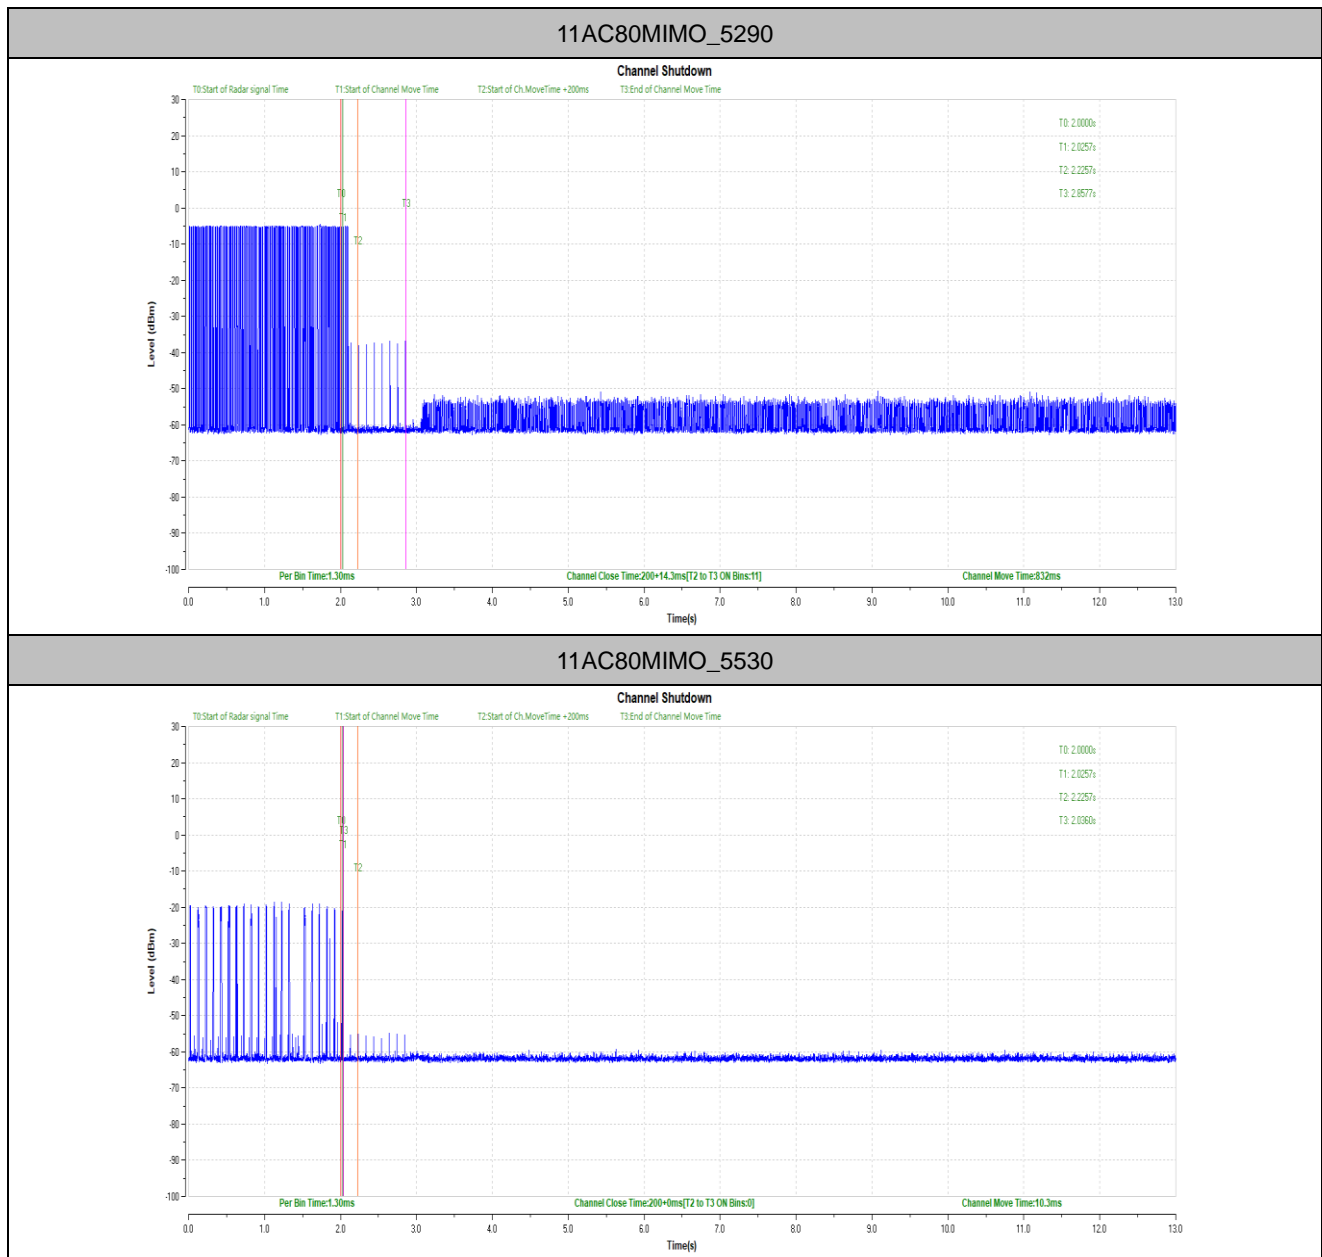 11AC80MIMO_5290
Channel Shutdown
T0:Start of Radar signal Time T1:Start of Channel Move Time T2:Start of Ch.MoveTime +200ms T3:End of Channel Move Time
30
20
10
0
-10
-20
-30
-40
-50
-60
-70
-80
-90
-100
Level (dBm)
T0
T1
T2
T3
T0: 2.0000s
T1: 2.0257s
T2: 2.2257s
T3: 2.8577s
Per Bin Time:1.30ms Channel Close Time:200+14.3ms[T2 to T3 ON Bins:11] Channel Move Time:832ms
0.0 1.0 2.0 3.0 4.0 5.0 6.0 7.0 8.0 9.0 10.0 11.0 12.0 13.0
Time(s)
11AC80MIMO_5530
Channel Shutdown
T0:Start of Radar signal Time T1:Start of Channel Move Time T2:Start of Ch.MoveTime +200ms T3:End of Channel Move Time
30
20
10
0
-10
-20
-30
-40
-50
-60
-70
-80
-90
-100
Level (dBm)
T0
T3
T1
T2
T0: 2.0000s
T1: 2.0257s
T2: 2.2257s
T3: 2.0360s
Per Bin Time:1.30ms Channel Close Time:200+0ms[T2 to T3 ON Bins:0] Channel Move Time:10.3ms
0.0 1.0 2.0 3.0 4.0 5.0 6.0 7.0 8.0 9.0 10.0 11.0 12.0 13.0
Time(s)